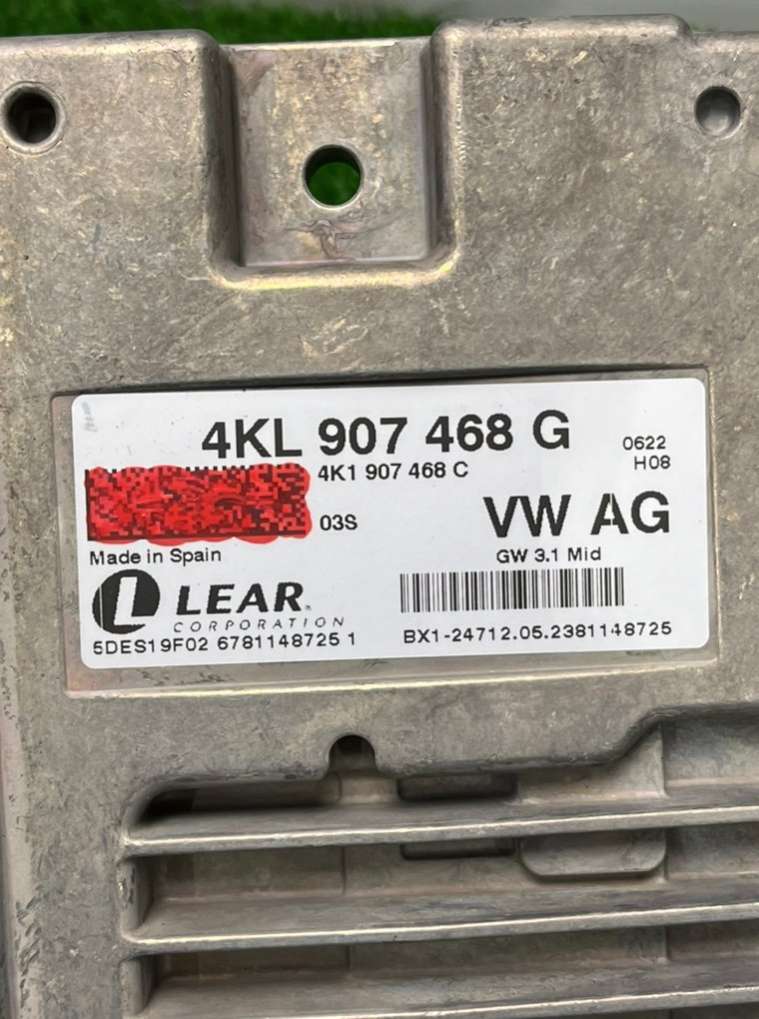 4KL 907 468 G
0622
4K1 907 468 C
H08
03S
VW AG
Made in Spain
GW 3.1 Mid
LEAR
CORPORATION
5DES19F02 6781148725 1
BX1-24712.05.2381148725